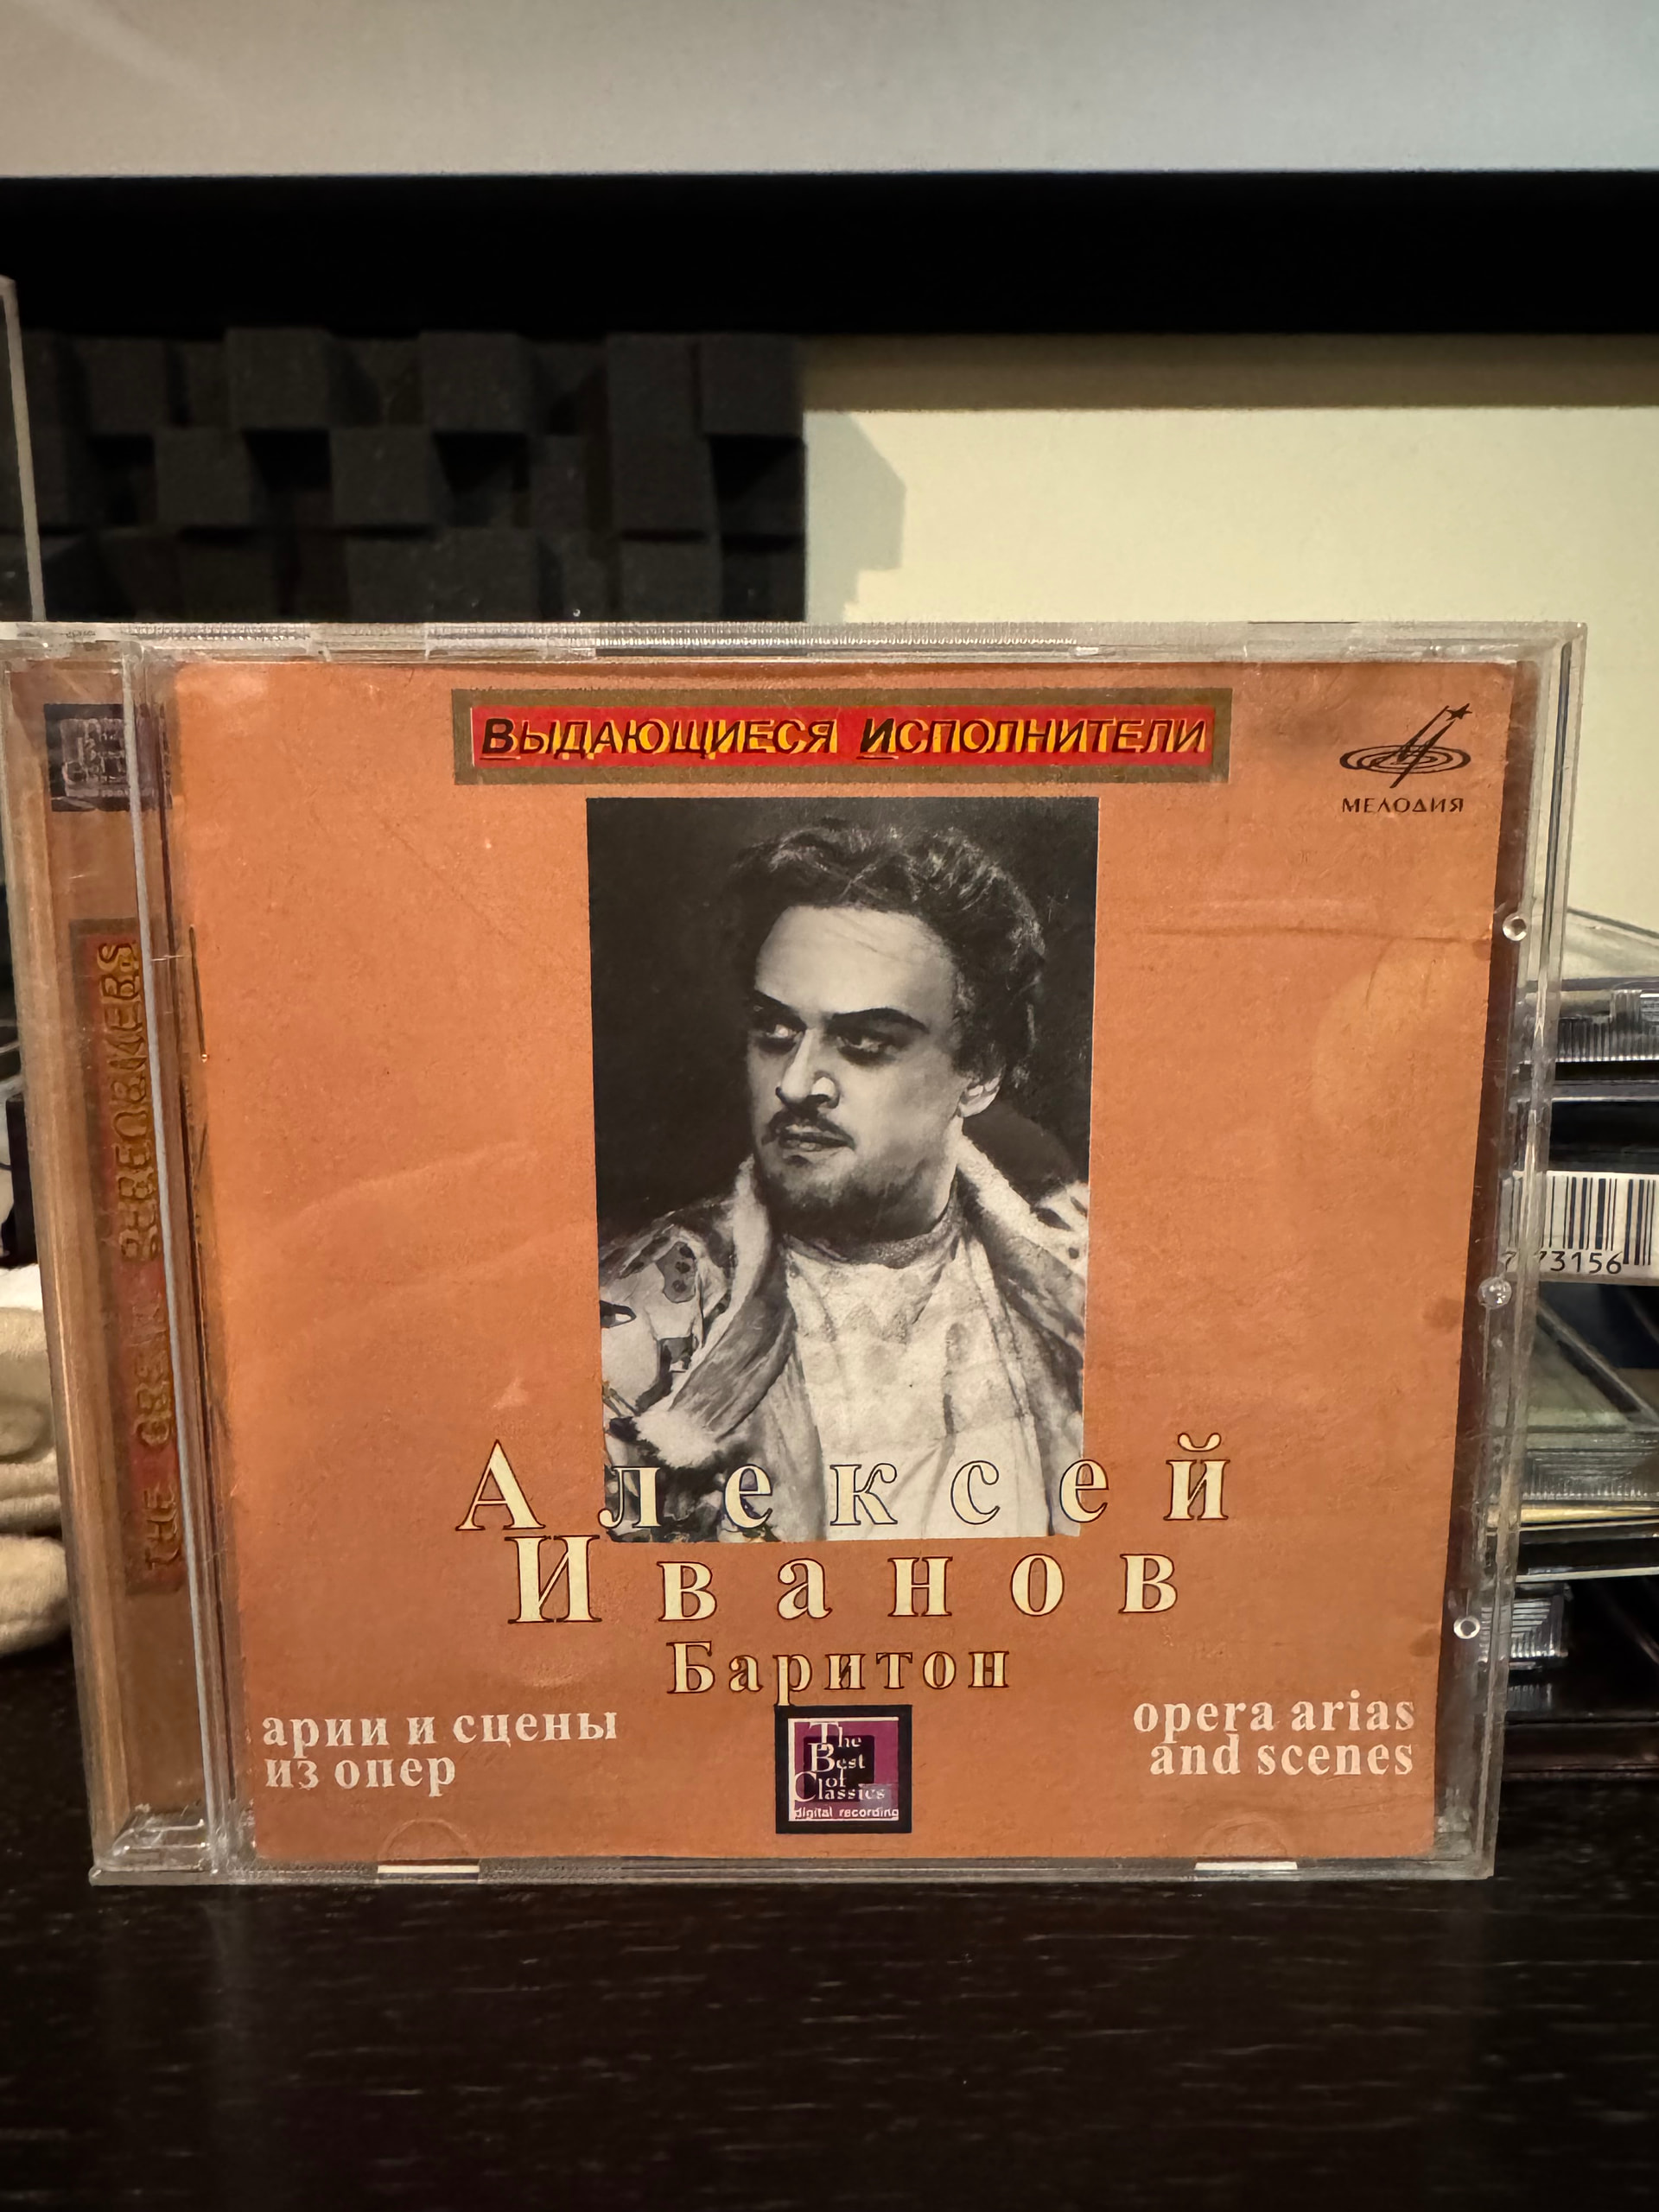 Выдающиеся Исполнители
МЕЛОДИЯ
THE GREAT PERFORMERS
Алексей
Иванов
Баритон
арии и сцены
из опер
opera arias
and scenes
The
Best
of
Classics
digital recording
73156